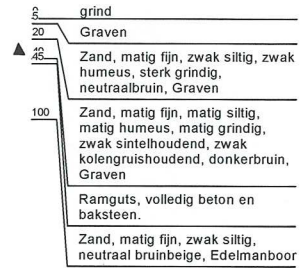 grind
5
Graven
20
Zand, matig fijn, zwak siltig, zwak
humeus, sterk grindig,
neutraalbruin, Graven
45
100
Zand, matig fijn, matig siltig,
matig humeus, matig grindig,
zwak sintelhoudend, zwak
kolengruishoudend, donkerbruin,
Graven
Ramguts, volledig beton en
baksteen.
Zand, matig fijn, zwak siltig,
neutraal bruinbeige, Edelmanboor